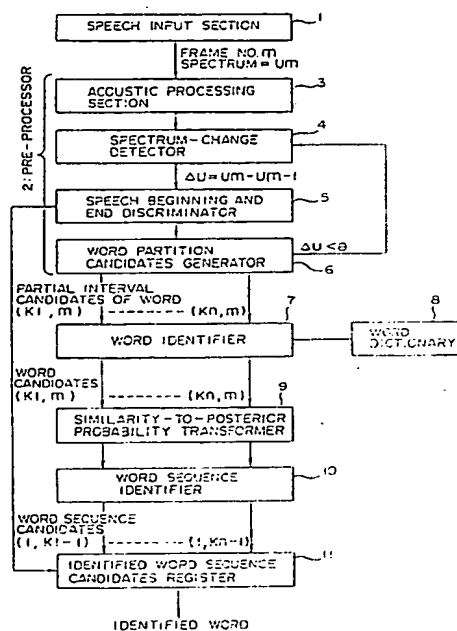 SPEECH INPUT SECTION
1
FRAME NO. m
SPECTRUM = Um
2: PRE-PROCESSOR
ACOUSTIC PROCESSING
SECTION
3
SPECTRUM-CHANGE
DETECTOR
4
ΔU = Um - Um-1
SPEECH BEGINNING AND
END DISCRIMINATOR
5
WORD PARTITION
CANDIDATES GENERATOR
ΔU<θ
6
PARTIAL INTERVAL
CANDIDATES OF WORD
(K1, m) --------- (Kn, m)
7
WORD IDENTIFIER
8
WORD
DICTIONARY
WORD
CANDIDATES
(K1, m) --------- (Kn, m)
9
SIMILARITY-TO-POSTERIOR
PROBABILITY TRANSFORMER
10
WORD SEQUENCE
IDENTIFIER
WORD SEQUENCE
CANDIDATES
(1, K1-1) --------- (1, Kn-1)
11
IDENTIFIED WORD SEQUENCE
CANDIDATES REGISTER
IDENTIFIED WORD